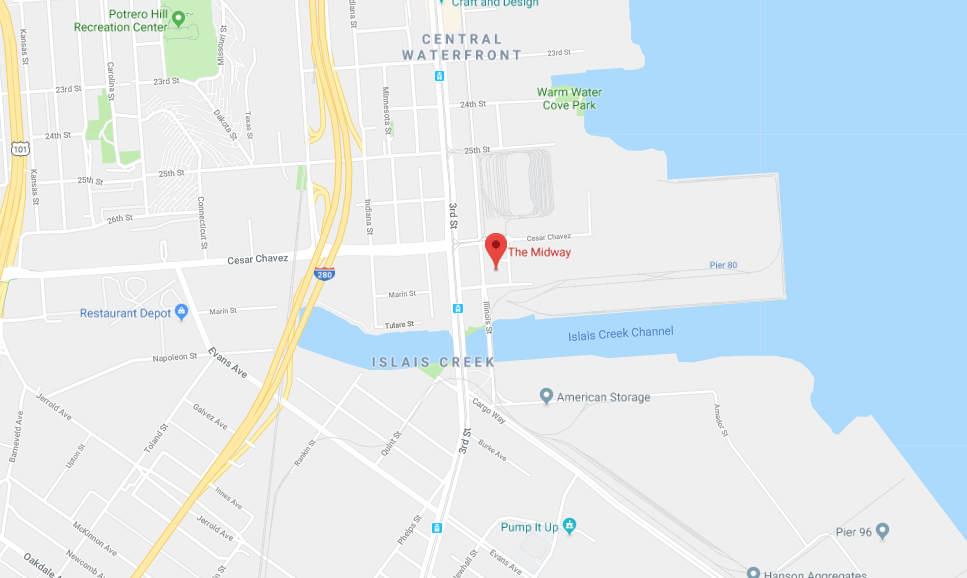 Craft and Design
Potrero Hill
Recreation Center
Kansas St
Missouri St
Indiana St
CENTRAL
WATERFRONT
23rd St
23rd St
23rd St
Carolina St
Warm Water
Cove Park
Minnesota St
24th St
Dakota St
Texas St
24th St
101
25th St
25th St
25th St
Kansas St
Connecticut St
Indiana St
3rd St
26th St
Cesar Chavez
Cesar Chavez
The Midway
Pier 80
280
Marin St
Restaurant Depot
Marin St
Illinois St
Tulare St
Islais Creek Channel
Napoleon St
Evans Ave
ISLAIS CREEK
American Storage
Jerrold Ave
Galvez Ave
Cargo Way
Amador St
Barneveld Ave
Toland St
Upton St
Rankin St
Quint St
3rd St
Burke Ave
Innes Ave
Jerrold Ave
McKinnon Ave
Phelps St
Pump It Up
Pier 96
Oakdale Av
Newcomb Ave
Newhall St
Evans Ave
Hanson Aggregates